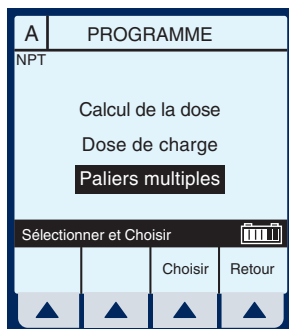 A PROGRAMME
NPT
Calcul de la dose
Dose de charge
Paliers multiples
Sélectionner et Choisir
Choisir Retour